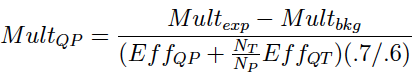 Mult_{QP} = \frac{Mult_{exp} - Mult_{bkg}}{(Eff_{QP} + \frac{N_T}{N_P} Eff_{QT})(.7/.6)}